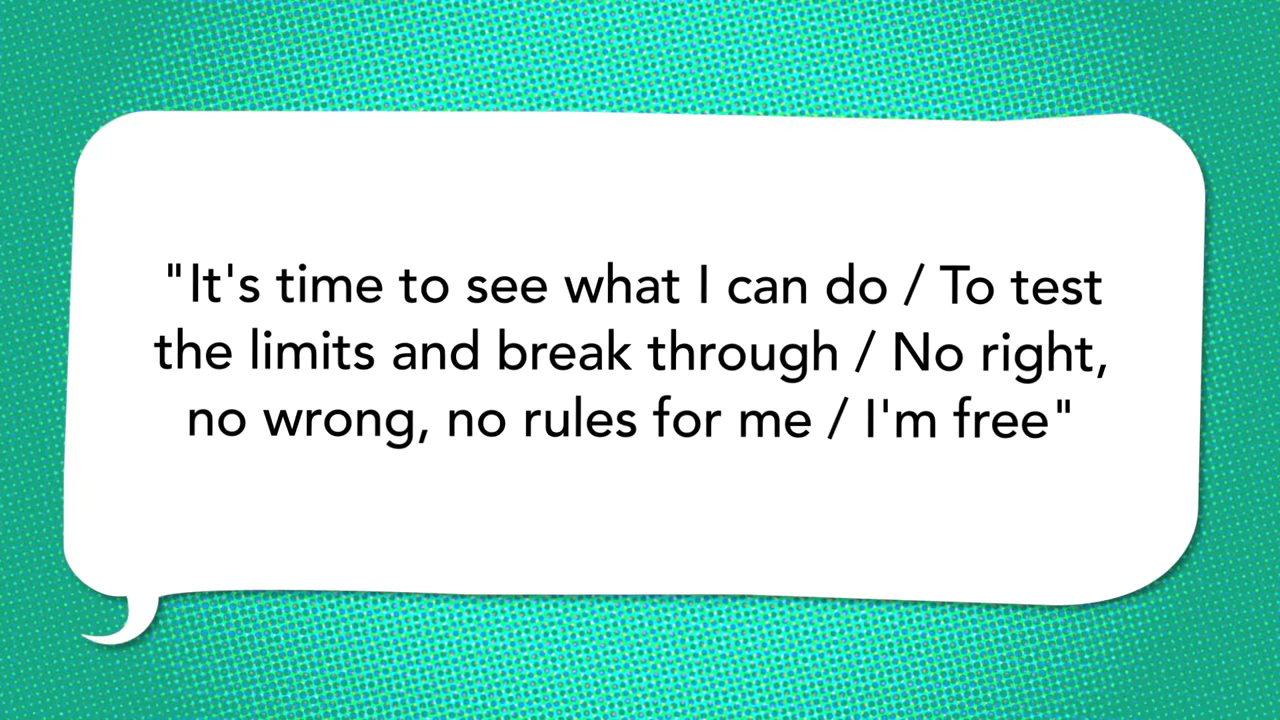 "It's time to see what I can do / To test
the limits and break through / No right,
no wrong, no rules for me / I'm free"